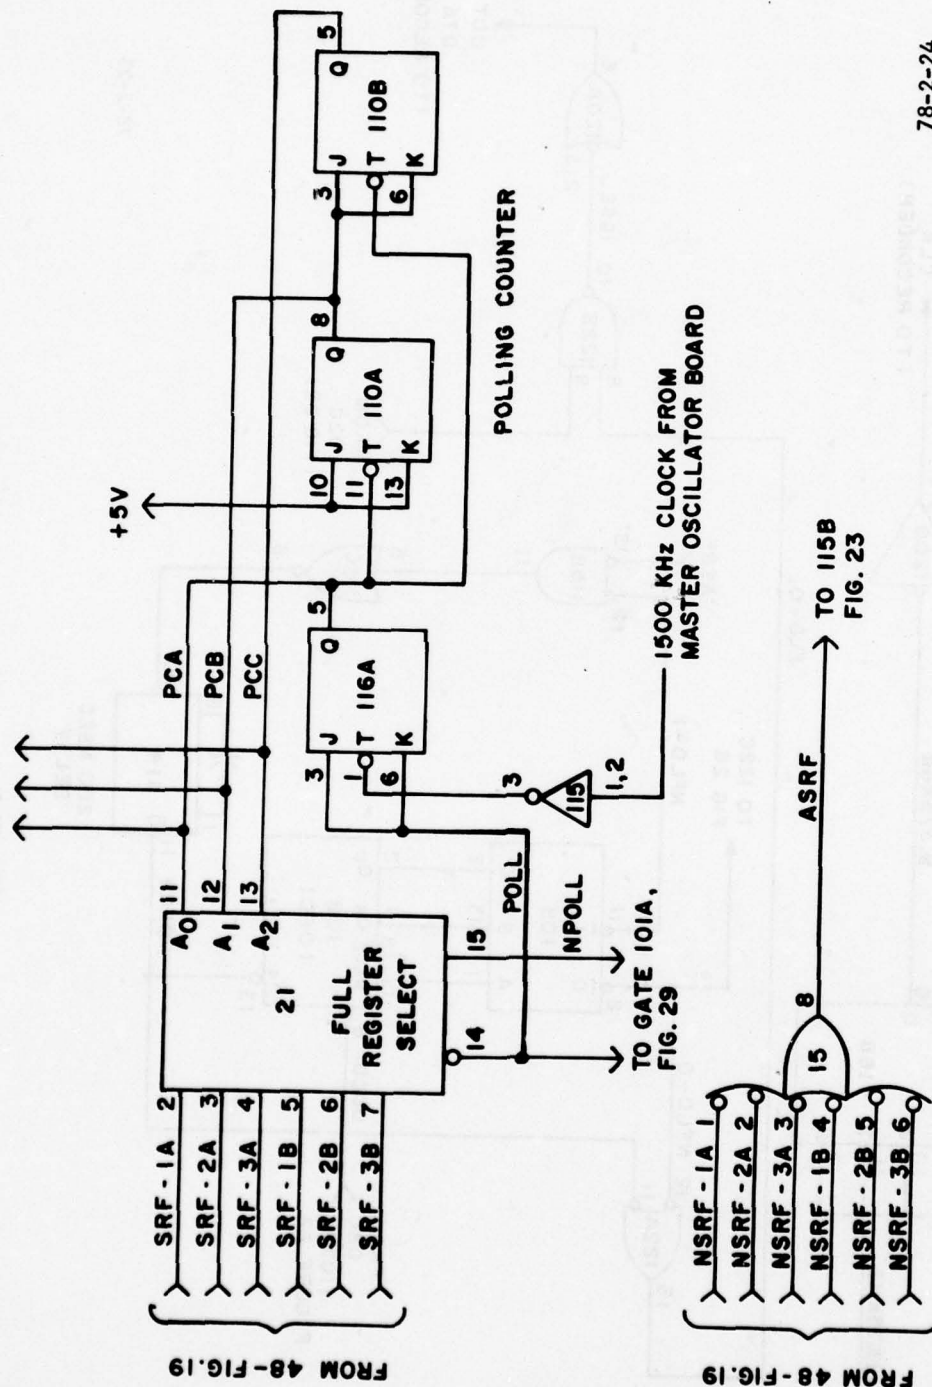 FROM 48-FIG.19
SRF-1A 2
SRF-2A 3
SRF-3A 4
SRF-1B 5
SRF-2B 6
SRF-3B 7
21
FULL
REGISTER
SELECT
A0 11
A1 12
A2 13
14
15
PCA
PCB
PCC
POLL
NPOLL
TO GATE 101A,
FIG. 29
+5V
3 J
1 T
6 K
116A
Q 5
3
115
1,2
1500 KHz CLOCK FROM
MASTER OSCILLATOR BOARD
10 J
11 T
13 K
110A
Q 8
3 J
T
6 K
110B
Q 5
POLLING COUNTER
FROM 48-FIG.19
NSRF-1A 1
NSRF-2A 2
NSRF-3A 3
NSRF-1B 4
NSRF-2B 5
NSRF-3B 6
15
8
ASRF
TO 115B
FIG. 23
78-2-24